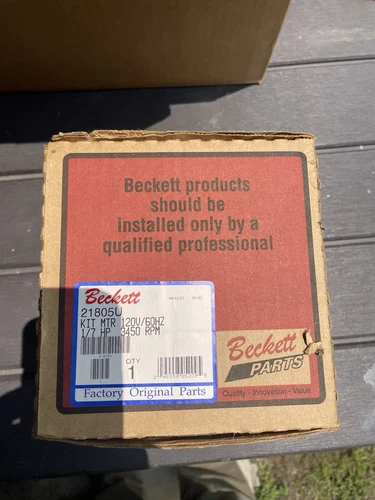 Beckett products
should be
installed only by a
qualified professional
Beckett
21805U
KIT MTR 120V/60HZ
1/7 HP 3450 RPM
QTY
1
Factory Original Parts
Beckett
PARTS
Quality - Innovation - Value